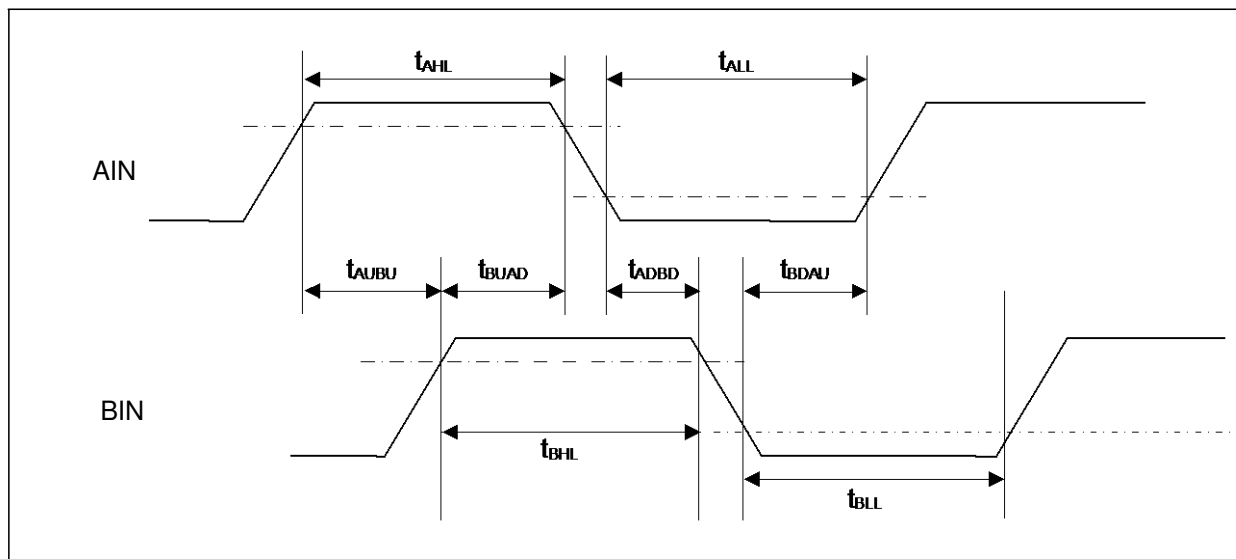 tAHL tALL
AIN
tAUBU tBUAD tADBD tBDAU
BIN
tBHL
tBLL